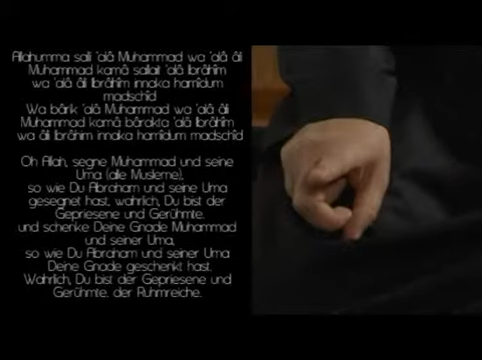 Allahumma salli 'alâ Muhammad wa 'alâ âli
Muhammad kamâ sallait 'alâ Ibrâhîm
wa 'alâ âli Ibrâhîm innaka hamîdum
madschîd
Wa bârik 'alâ Muhammad wa 'alâ âli
Muhammad kamâ bârakta 'alâ Ibrâhîm
wa âli Ibrahim innaka hamîdum madschîd
Oh Allah, segne Muhammad und seine
Uma (alle Muslerne),
so wie Du Abraham und seine Uma
gesegnet hast, wahrlich, Du bist der
Gepriesene und Gerühmte.
und schenke Deine Gnade Muhammad
und seiner Uma,
so wie Du Abraham und seiner Uma
Deine Gnade geschenkt hast.
Wahrlich, Du bist der Gepriesene und
Gerühmte. der Ruhmreiche.